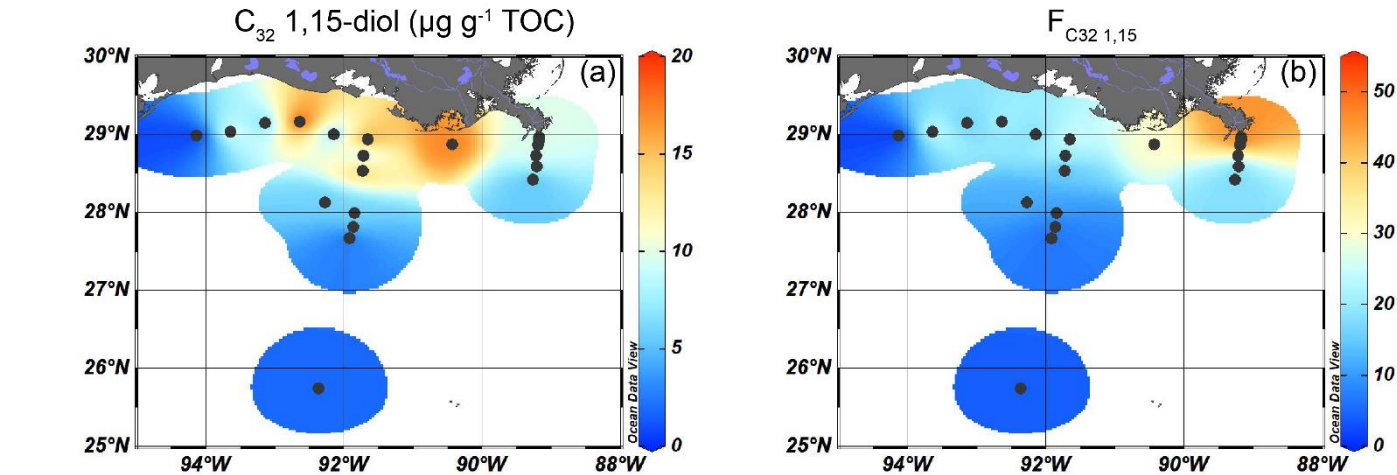 C32 1,15-diol (µg g-1 TOC)
30°N
29°N
28°N
27°N
26°N
25°N
94°W
92°W
90°W
88°W
(a)
20
15
10
5
0
Ocean Data View
FC32 1,15
30°N
29°N
28°N
27°N
26°N
25°N
94°W
92°W
90°W
88°W
(b)
50
40
30
20
10
0
Ocean Data View